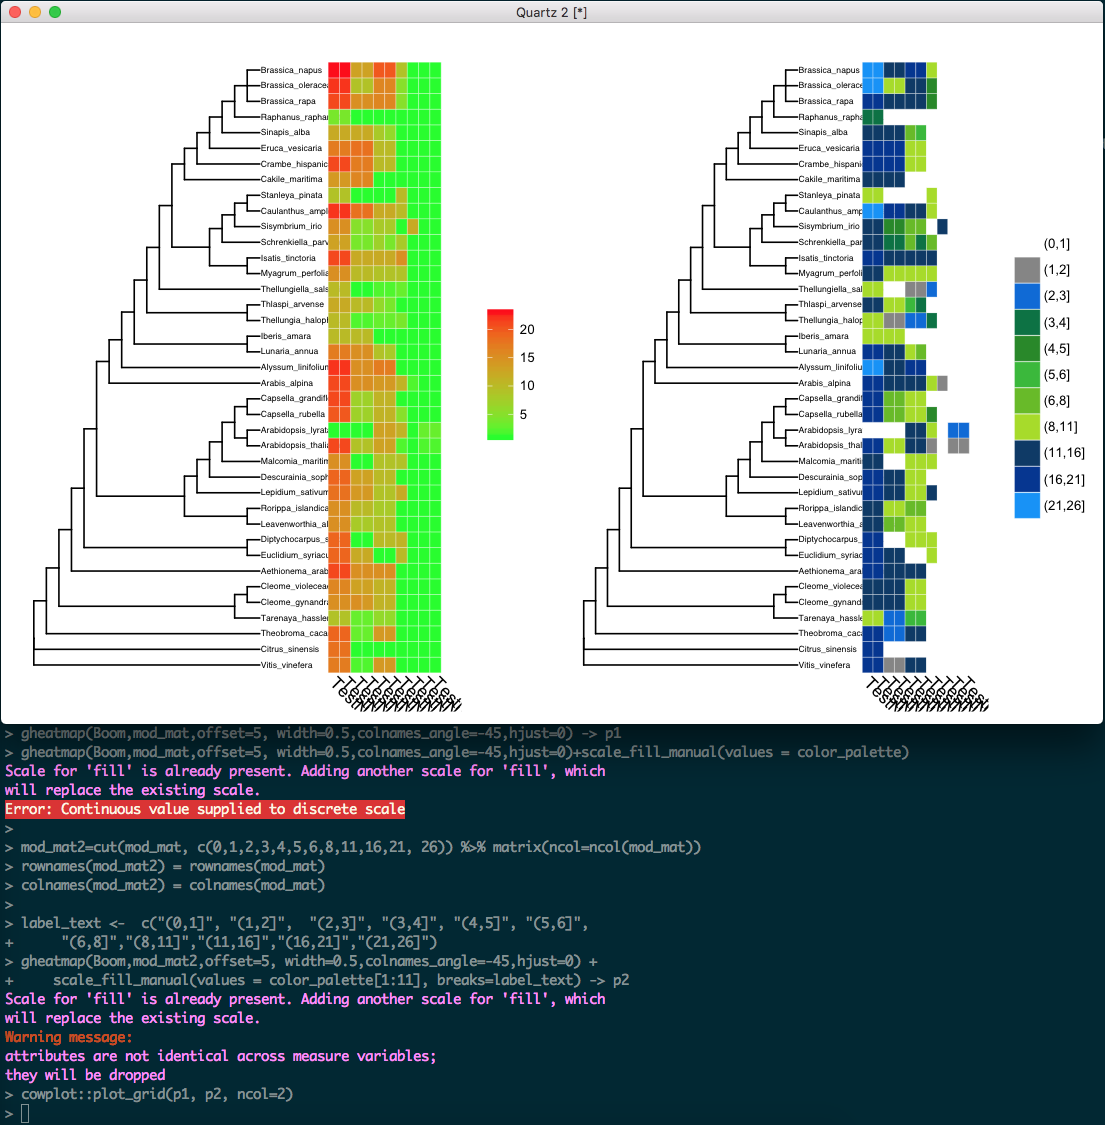 Quartz 2 [*]
Brassica_napus
Brassica_olerace
Brassica_rapa
Raphanus_rapha
Sinapis_alba
Eruca_vesicaria
Crambe_hispanic
Cakile_maritima
Stanleya_pinata
Caulanthus_ampl
Sisymbrium_irio
Schrenkiella_parv
Isatis_tinctoria
Myagrum_perfolia
Thellungiella_sals
Thlaspi_arvense
Thellungia_halopf
Iberis_amara
Lunaria_annua
Alyssum_linifoliun
Arabis_alpina
Capsella_grandifl
Capsella_rubella
Arabidopsis_lyrat
Arabidopsis_thali
Malcomia_maritim
Descurainia_soph
Lepidium_sativum
Rorippa_islandica
Leavenworthia_al
Diptychocarpus_s
Euclidium_syriacu
Aethionema_arab
Cleome_violecea
Cleome_gynandra
Tarenaya_hassle
Theobroma_caca
Citrus_sinensis
Vitis_vinefera
20
15
10
5
Brassica_napus
Brassica_olerace
Brassica_rapa
Raphanus_rapha
Sinapis_alba
Eruca_vesicaria
Crambe_hispani
Cakile_maritima
Stanleya_pinata
Caulanthus_amp
Sisymbrium_irio
Schrenkiella_par
Isatis_tinctoria
Myagrum_perfoli
Thellungiella_sal
Thlaspi_arvense
Thellungia_halop
Iberis_amara
Lunaria_annua
Alyssum_linifoliu
Arabis_alpina
Capsella_grandif
Capsella_rubella
Arabidopsis_lyra
Arabidopsis_thal
Malcomia_mariti
Descurainia_sop
Lepidium_sativu
Rorippa_islandic
Leavenworthia_a
Diptychocarpus_
Euclidium_syriac
Aethionema_ara
Cleome_violece
Cleome_gynand
Tarenaya_hassl
Theobroma_cac
Citrus_sinensis
Vitis_vinefera
(0,1]
(1,2]
(2,3]
(3,4]
(4,5]
(5,6]
(6,8]
(8,11]
(11,16]
(16,21]
(21,26]
> gheatmap(Boom,mod_mat,offset=5, width=0.5,colnames_angle=-45,hjust=0) -> p1
> gheatmap(Boom,mod_mat,offset=5, width=0.5,colnames_angle=-45,hjust=0)+scale_fill_manual(values = color_palette)
Scale for 'fill' is already present. Adding another scale for 'fill', which
will replace the existing scale.
Error: Continuous value supplied to discrete scale
>
> mod_mat2=cut(mod_mat, c(0,1,2,3,4,5,6,8,11,16,21, 26)) %>% matrix(ncol=ncol(mod_mat))
> rownames(mod_mat2) = rownames(mod_mat)
> colnames(mod_mat2) = colnames(mod_mat)
>
> label_text <-  c("(0,1]", "(1,2]",  "(2,3]", "(3,4]", "(4,5]", "(5,6]",
+      "(6,8]","(8,11]","(11,16]","(16,21]","(21,26]")
> gheatmap(Boom,mod_mat2,offset=5, width=0.5,colnames_angle=-45,hjust=0) +
+     scale_fill_manual(values = color_palette[1:11], breaks=label_text) -> p2
Scale for 'fill' is already present. Adding another scale for 'fill', which
will replace the existing scale.
Warning message:
attributes are not identical across measure variables;
they will be dropped
> cowplot::plot_grid(p1, p2, ncol=2)
>